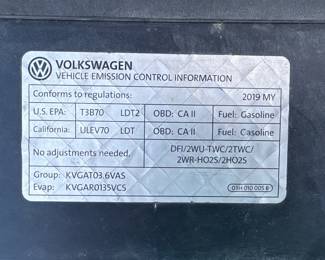 VOLKSWAGEN
VEHICLE EMISSION CONTROL INFORMATION
Conforms to regulations: 2019 MY
U.S. EPA: T3B70 LDT2 OBD: CA II Fuel: Gasoline
California: ULEV70 LDT OBD: CA II Fuel: Gasoline
No adjustments needed. DFI/2WU-TWC/2TWC/
2WR-HO2S/2HO2S
Group: KVGAT03.6VAS
Evap: KVGAR0135VCS 03H 010 005 B